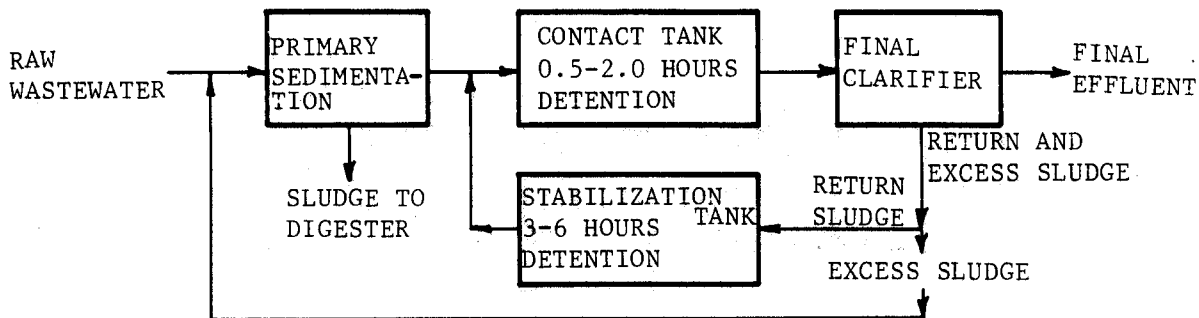 RAW
WASTEWATER
PRIMARY
SEDIMENTA-
TION
CONTACT TANK
0.5-2.0 HOURS
DETENTION
FINAL
CLARIFIER
FINAL
EFFLUENT
SLUDGE TO
DIGESTER
STABILIZATION
TANK
3-6 HOURS
DETENTION
RETURN
SLUDGE
RETURN AND
EXCESS SLUDGE
EXCESS SLUDGE